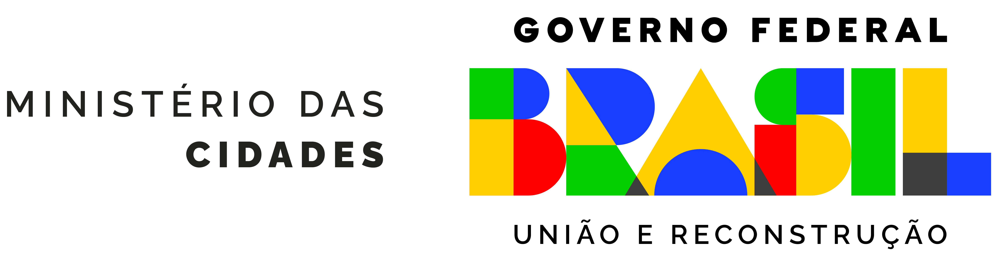 MINISTÉRIO DAS
CIDADES
GOVERNO FEDERAL
BRASIL
UNIÃO E RECONSTRUÇÃO